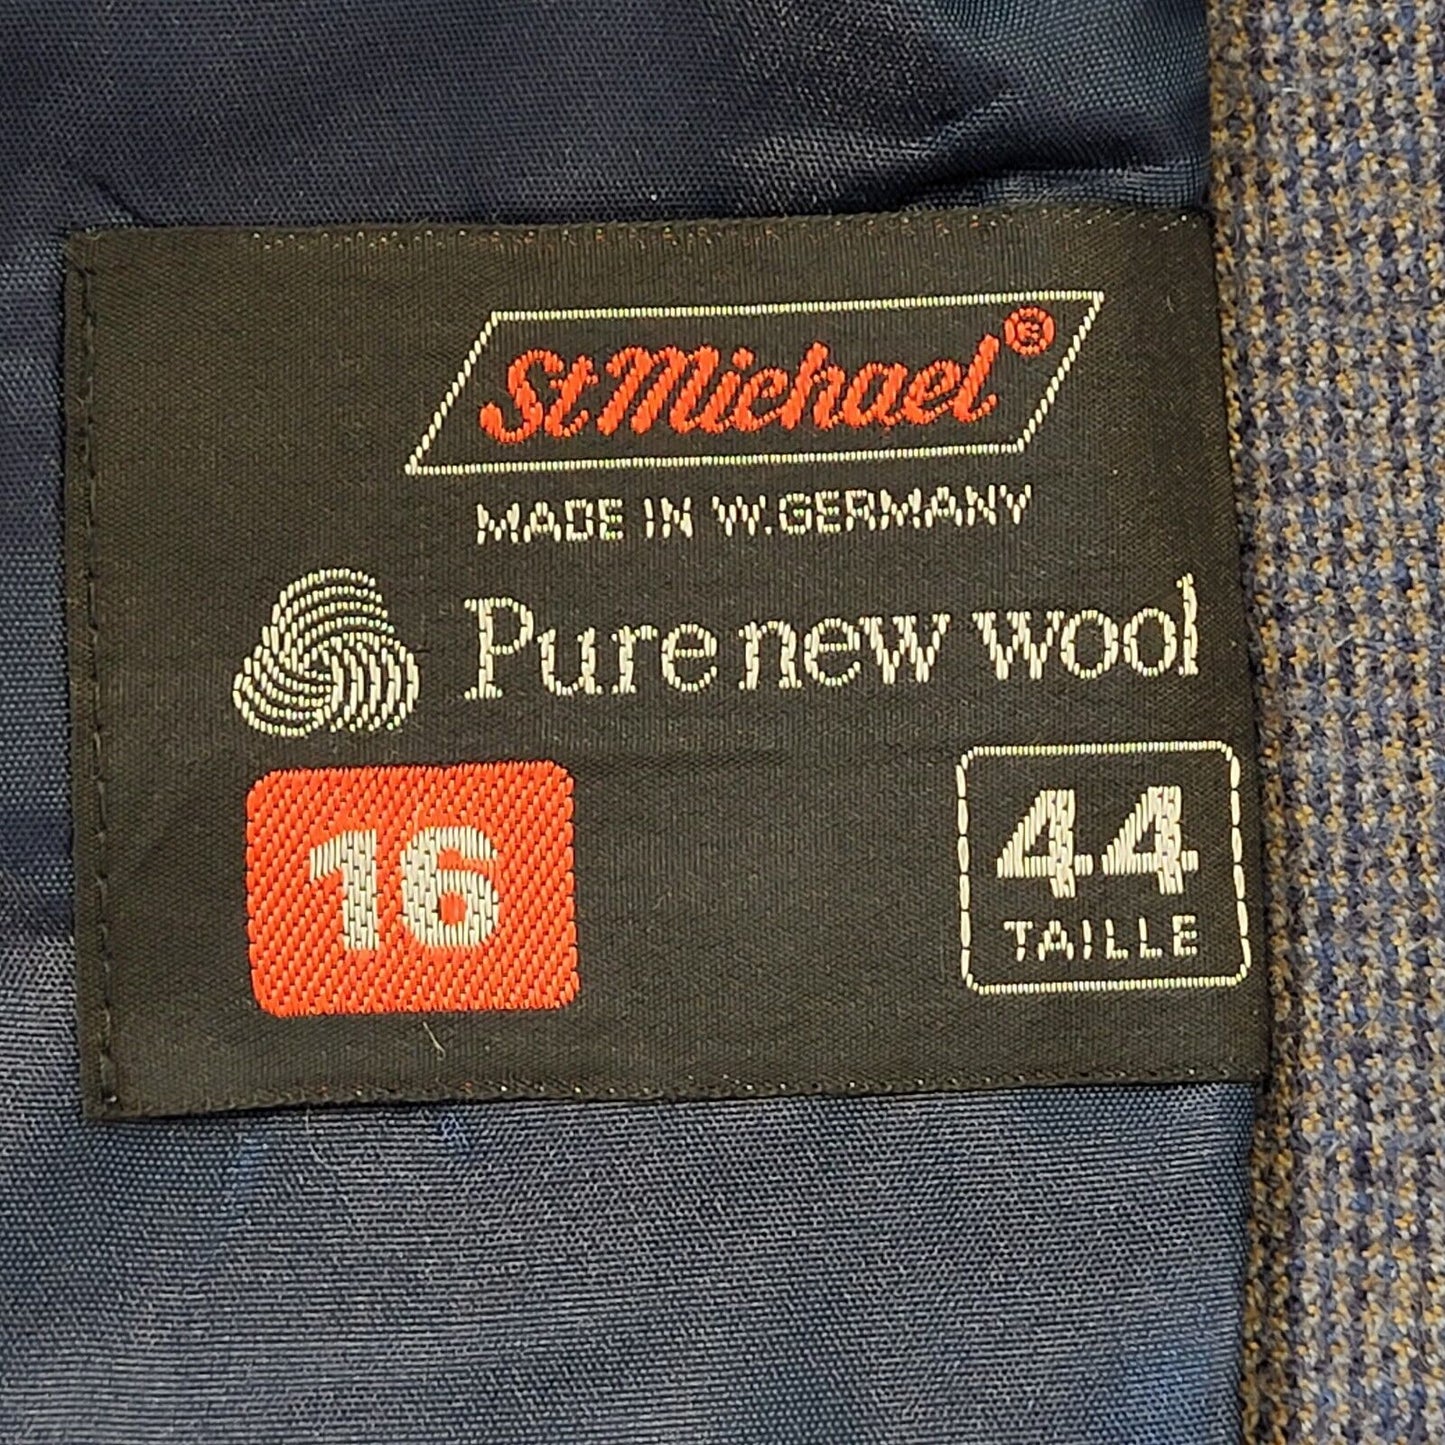 St Michael®
MADE IN W.GERMANY
Pure new wool
16
44
TAILLE